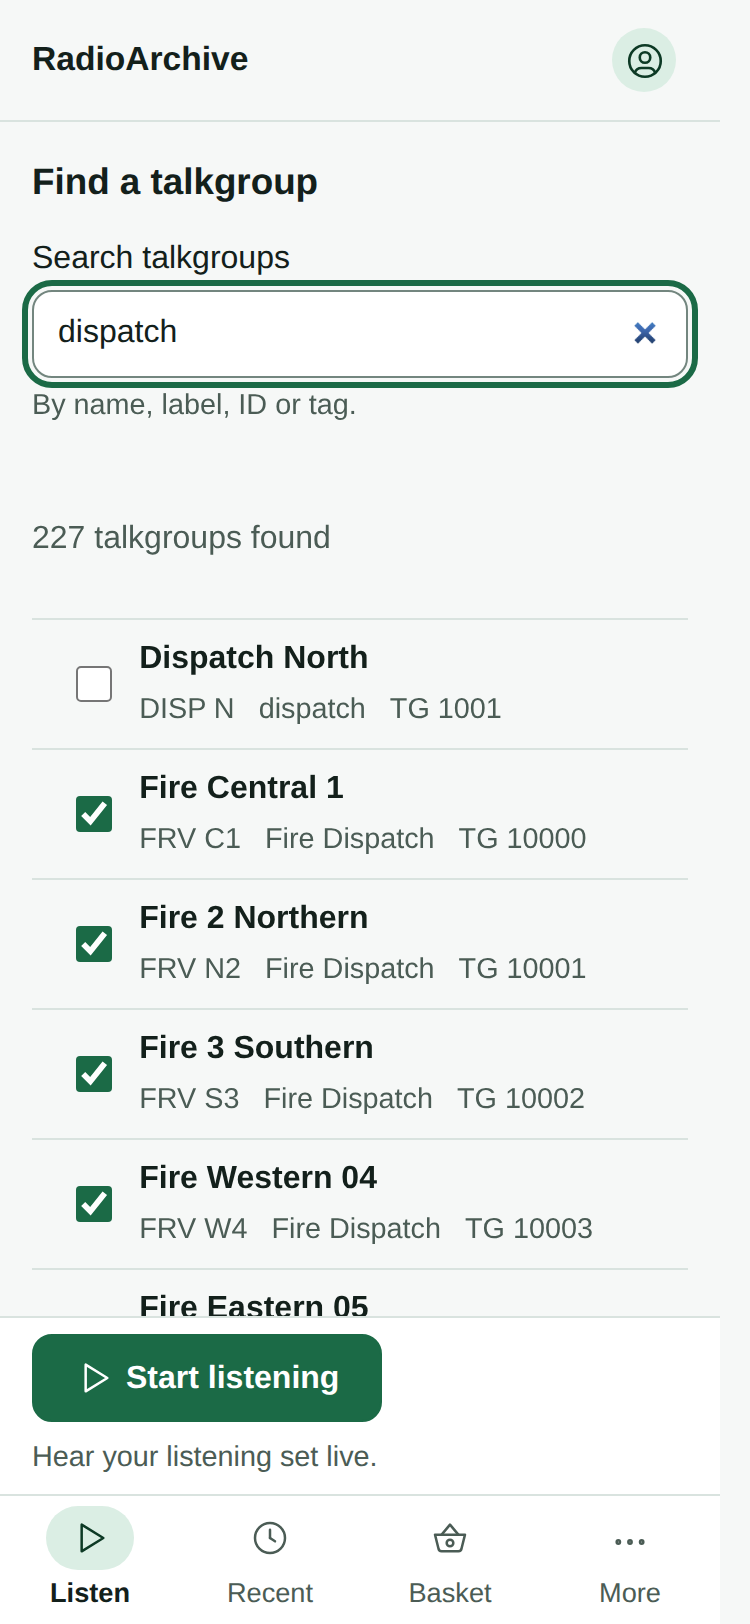 RadioArchive
Find a talkgroup
Search talkgroups
dispatch
By name, label, ID or tag.
227 talkgroups found
Dispatch North
DISP N dispatch TG 1001
Fire Central 1
FRV C1 Fire Dispatch TG 10000
Fire 2 Northern
FRV N2 Fire Dispatch TG 10001
Fire 3 Southern
FRV S3 Fire Dispatch TG 10002
Fire Western 04
FRV W4 Fire Dispatch TG 10003
Fire Eastern 05
Start listening
Hear your listening set live.
Listen Recent Basket More